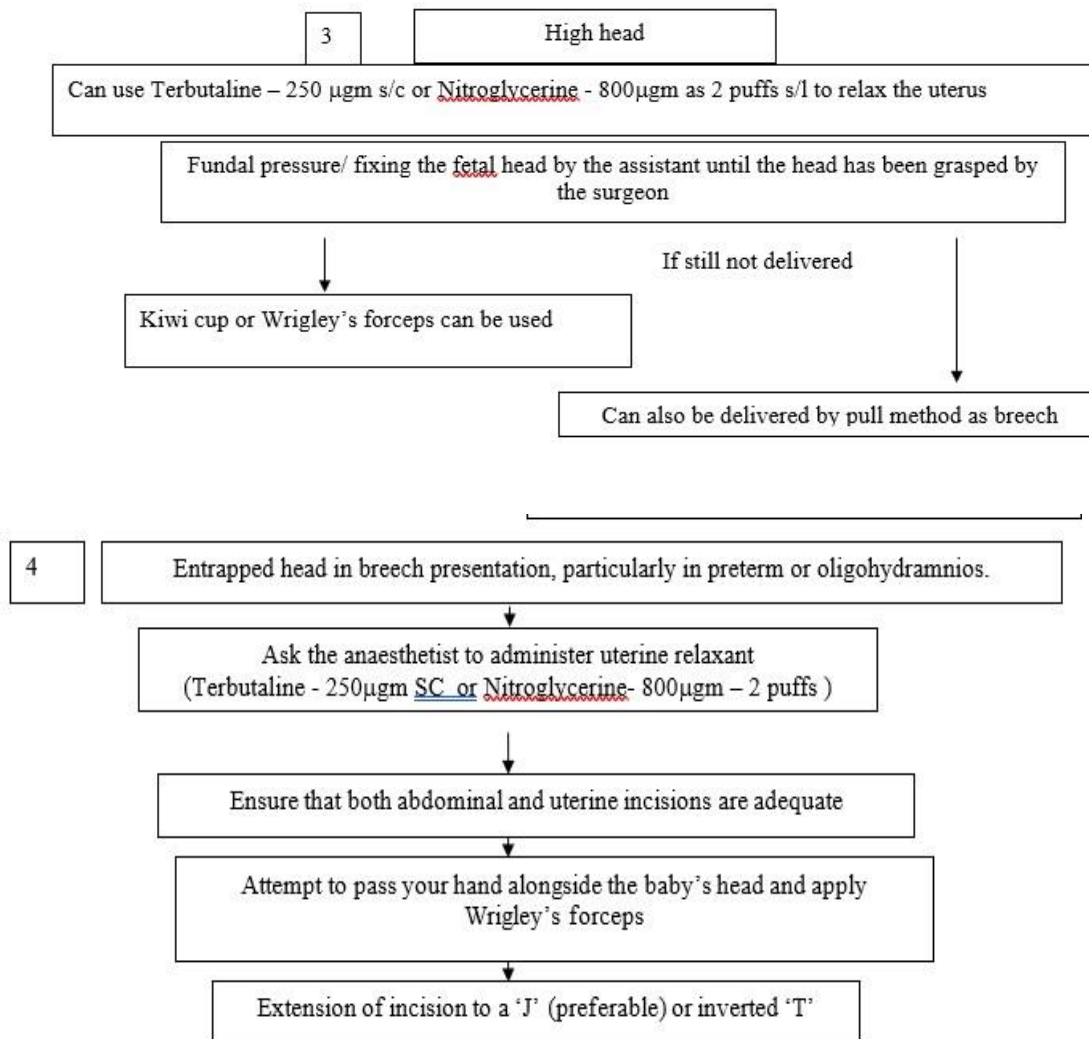 3
High head
Can use Terbutaline – 250 μgm s/c or Nitroglycerine - 800μgm as 2 puffs s/l to relax the uterus
Fundal pressure/ fixing the fetal head by the assistant until the head has been grasped by
the surgeon
If still not delivered
Kiwi cup or Wrigley’s forceps can be used
Can also be delivered by pull method as breech
4
Entrapped head in breech presentation, particularly in preterm or oligohydramnios.
Ask the anaesthetist to administer uterine relaxant
(Terbutaline - 250μgm SC or Nitroglycerine- 800μgm – 2 puffs )
Ensure that both abdominal and uterine incisions are adequate
Attempt to pass your hand alongside the baby’s head and apply
Wrigley’s forceps
Extension of incision to a ‘J’ (preferable) or inverted ‘T’